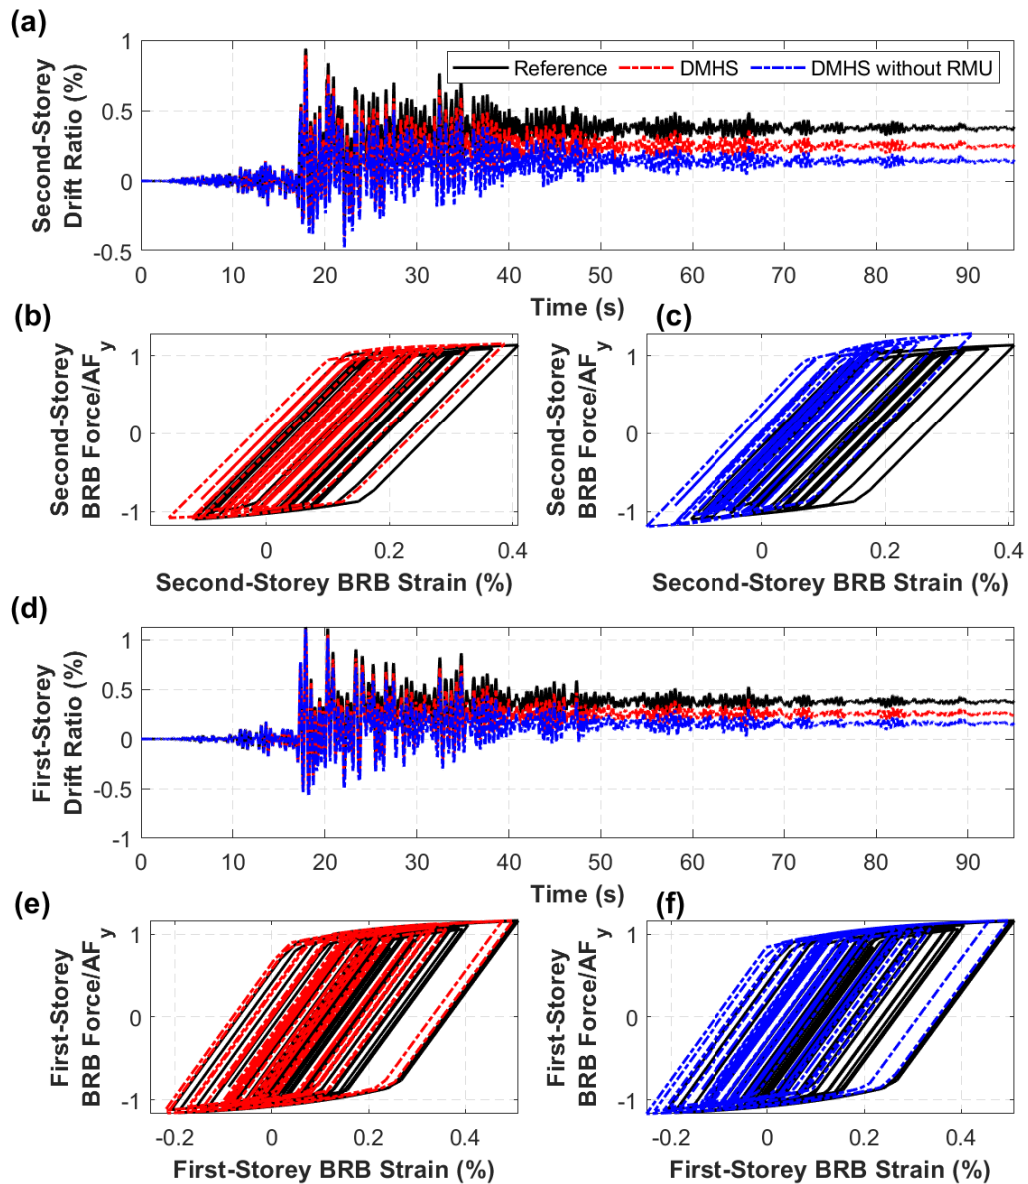 (a)
Second-Storey
Drift Ratio (%)
1
0.5
0
-0.5
Reference
DMHS
DMHS without RMU
0 10 20 30 40 50 60 70 80 90
Time (s)
(b)
Second-Storey
BRB Force/AF y
1
0
-1
0 0.2 0.4
Second-Storey BRB Strain (%)
(c)
Second-Storey
BRB Force/AF y
1
0
-1
0 0.2 0.4
Second-Storey BRB Strain (%)
(d)
First-Storey
Drift Ratio (%)
1
0.5
0
-0.5
-1
0 10 20 30 40 50 60 70 80 90
Time (s)
(e)
First-Storey
BRB Force/AF y
1
0
-1
-0.2 0 0.2 0.4
First-Storey BRB Strain (%)
(f)
First-Storey
BRB Force/AF y
1
0
-1
-0.2 0 0.2 0.4
First-Storey BRB Strain (%)